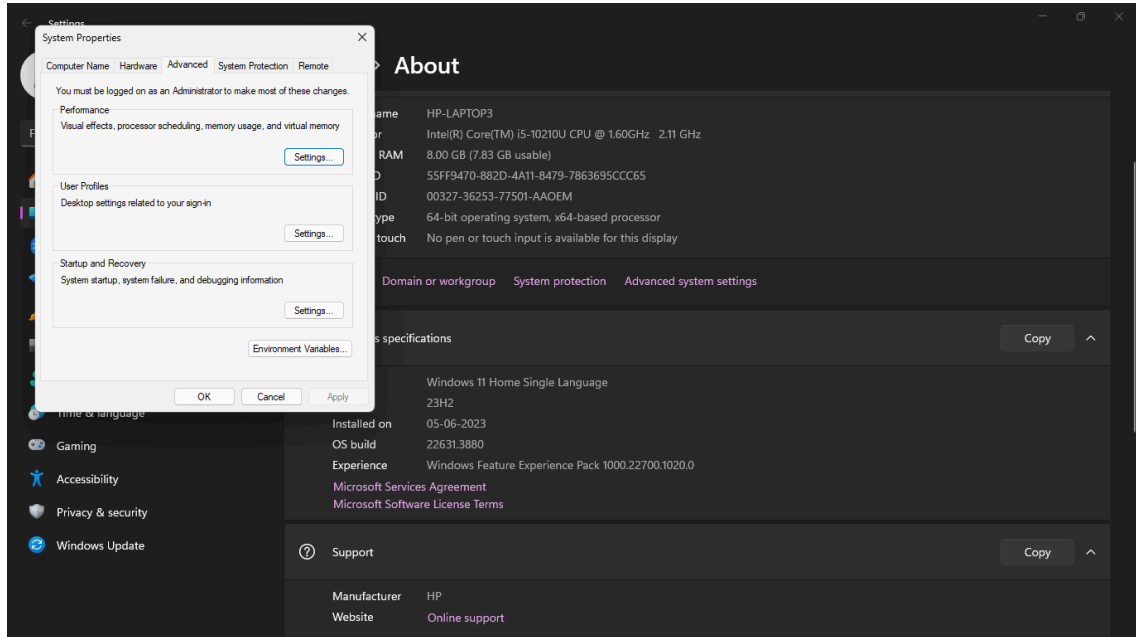 Settings
System Properties
Computer Name Hardware Advanced System Protection Remote
You must be logged on as an Administrator to make most of these changes.
Performance
Visual effects, processor scheduling, memory usage, and virtual memory
Settings...
User Profiles
Desktop settings related to your sign-in
Settings...
Startup and Recovery
System startup, system failure, and debugging information
Settings...
Environment Variables...
OK Cancel Apply
Time & language
Gaming
Accessibility
Privacy & security
Windows Update
› About
ame HP-LAPTOP3
or Intel(R) Core(TM) i5-10210U CPU @ 1.60GHz 2.11 GHz
RAM 8.00 GB (7.83 GB usable)
D 55FF9470-882D-4A11-8479-7863695CCC65
ID 00327-36253-77501-AAOEM
ype 64-bit operating system, x64-based processor
touch No pen or touch input is available for this display
Domain or workgroup System protection Advanced system settings
s specifications Copy
Windows 11 Home Single Language
23H2
Installed on 05-06-2023
OS build 22631.3880
Experience Windows Feature Experience Pack 1000.22700.1020.0
Microsoft Services Agreement
Microsoft Software License Terms
Support Copy
Manufacturer HP
Website Online support